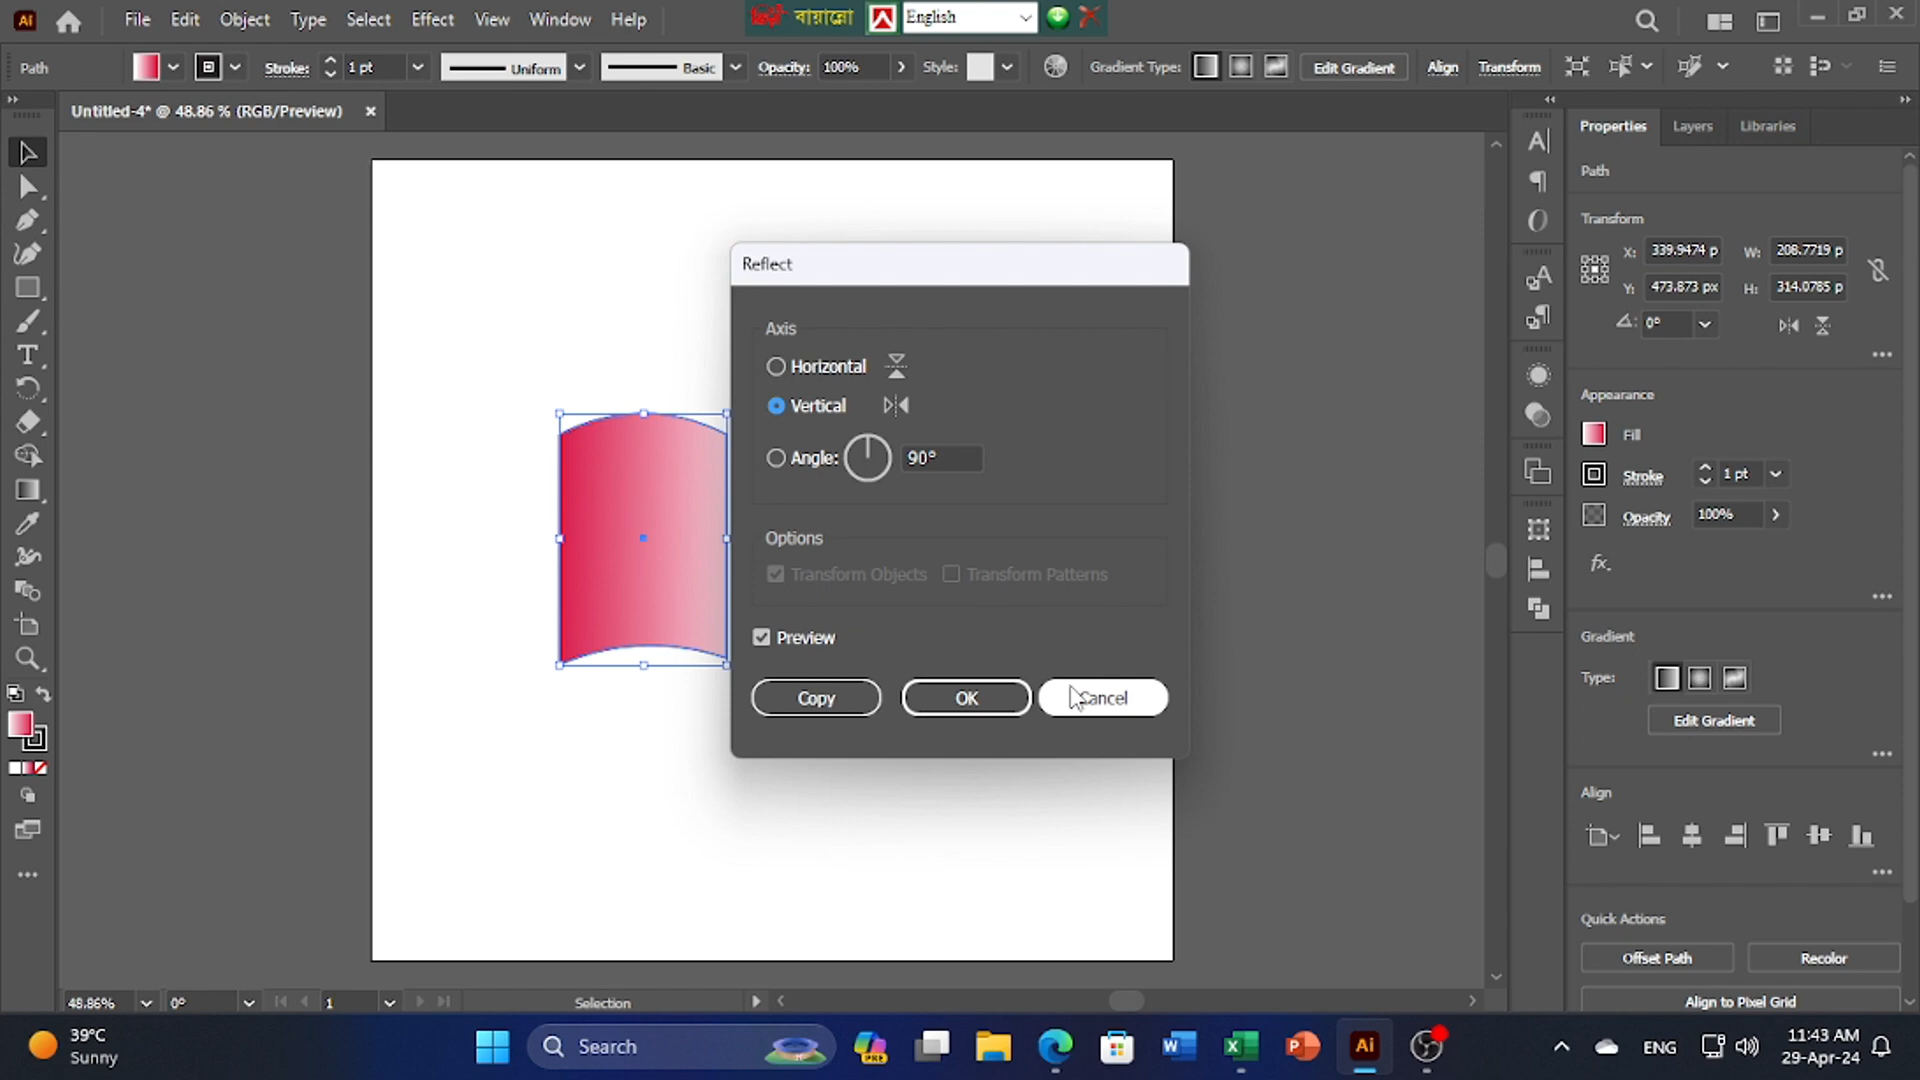 Ai File Edit Object Type Select Effect View Window Help বায়ান্নো English
Path Stroke: 1 pt Uniform Basic Opacity: 100% Style: Gradient Type: Edit Gradient Align Transform
Untitled-4* @ 48.86 % (RGB/Preview)
Properties Layers Libraries
Path
Transform
X: 339.9474 p W: 208.7719 p
Y: 473.873 px H: 314.0785 p
0°
Appearance
Fill
Stroke 1 pt
Opacity 100%
fx.
Gradient
Type:
Edit Gradient
Align
Quick Actions
Offset Path Recolor
Align to Pixel Grid
Reflect
Axis
Horizontal
Vertical
Angle: 90°
Options
Transform Objects Transform Patterns
Preview
Copy OK Cancel
48.86% 0° 1 Selection
39°C
Sunny
Search
PRE
ENG
11:43 AM
29-Apr-24